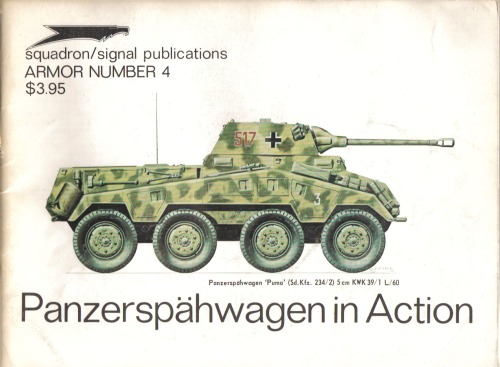 squadron/signal publications
ARMOR NUMBER 4
$3.95
517
3
Panzerspähwagen 'Puma' (Sd.Kfz. 234/2) 5cm KWK 39/1 L/60
Panzerspähwagen in Action